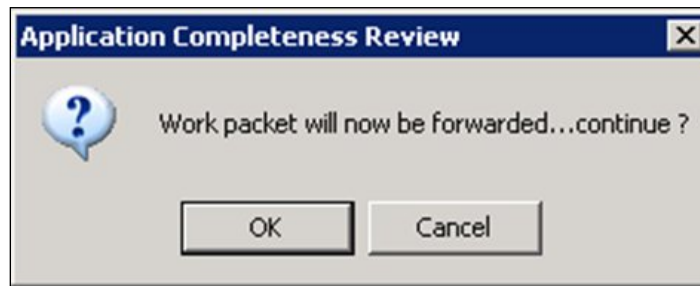 Application Completeness Review
Work packet will now be forwarded...continue ?
OK
Cancel